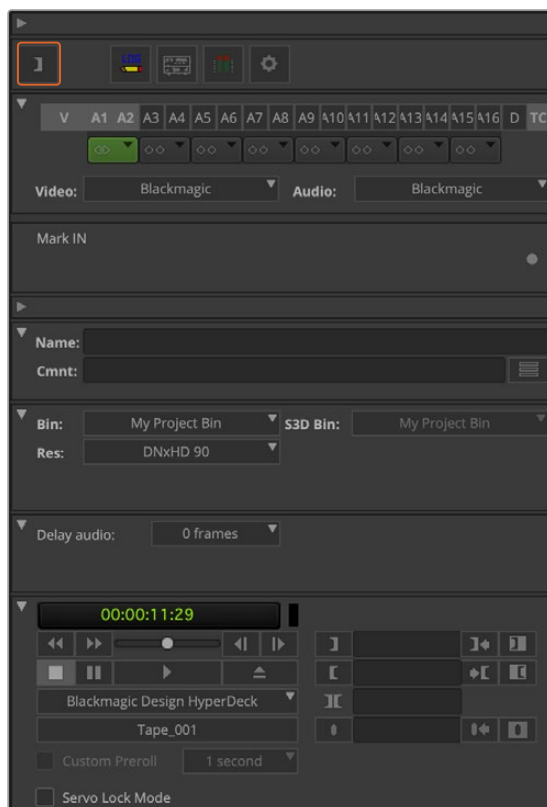 LOG
V A1 A2 A3 A4 A5 A6 A7 A8 A9 A10 A11 A12 A13 A14 A15 A16 D TC
Video: Blackmagic Audio: Blackmagic
Mark IN
Name:
Cmnt:
Bin: My Project Bin S3D Bin: My Project Bin
Res: DNxHD 90
Delay audio: 0 frames
00:00:11:29
Blackmagic Design HyperDeck
Tape_001
Custom Preroll 1 second
Servo Lock Mode